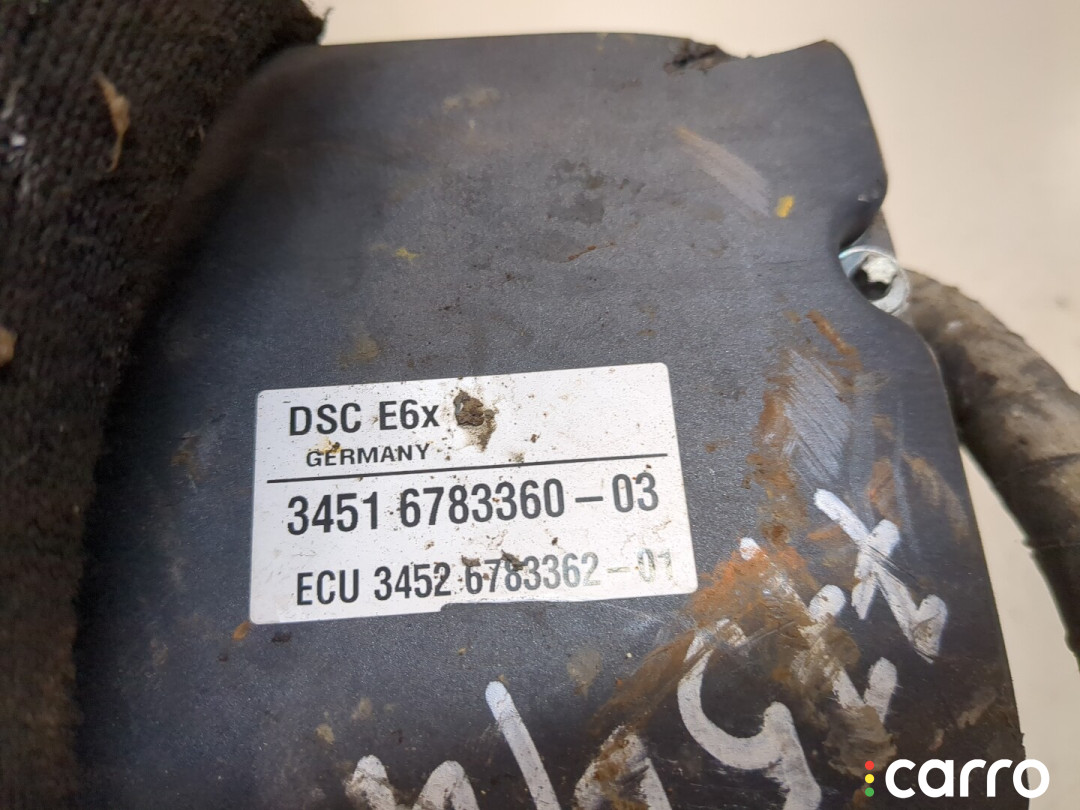 DSC E6x
GERMANY
3451 6783360-03
ECU 3452 6783362-01
carro